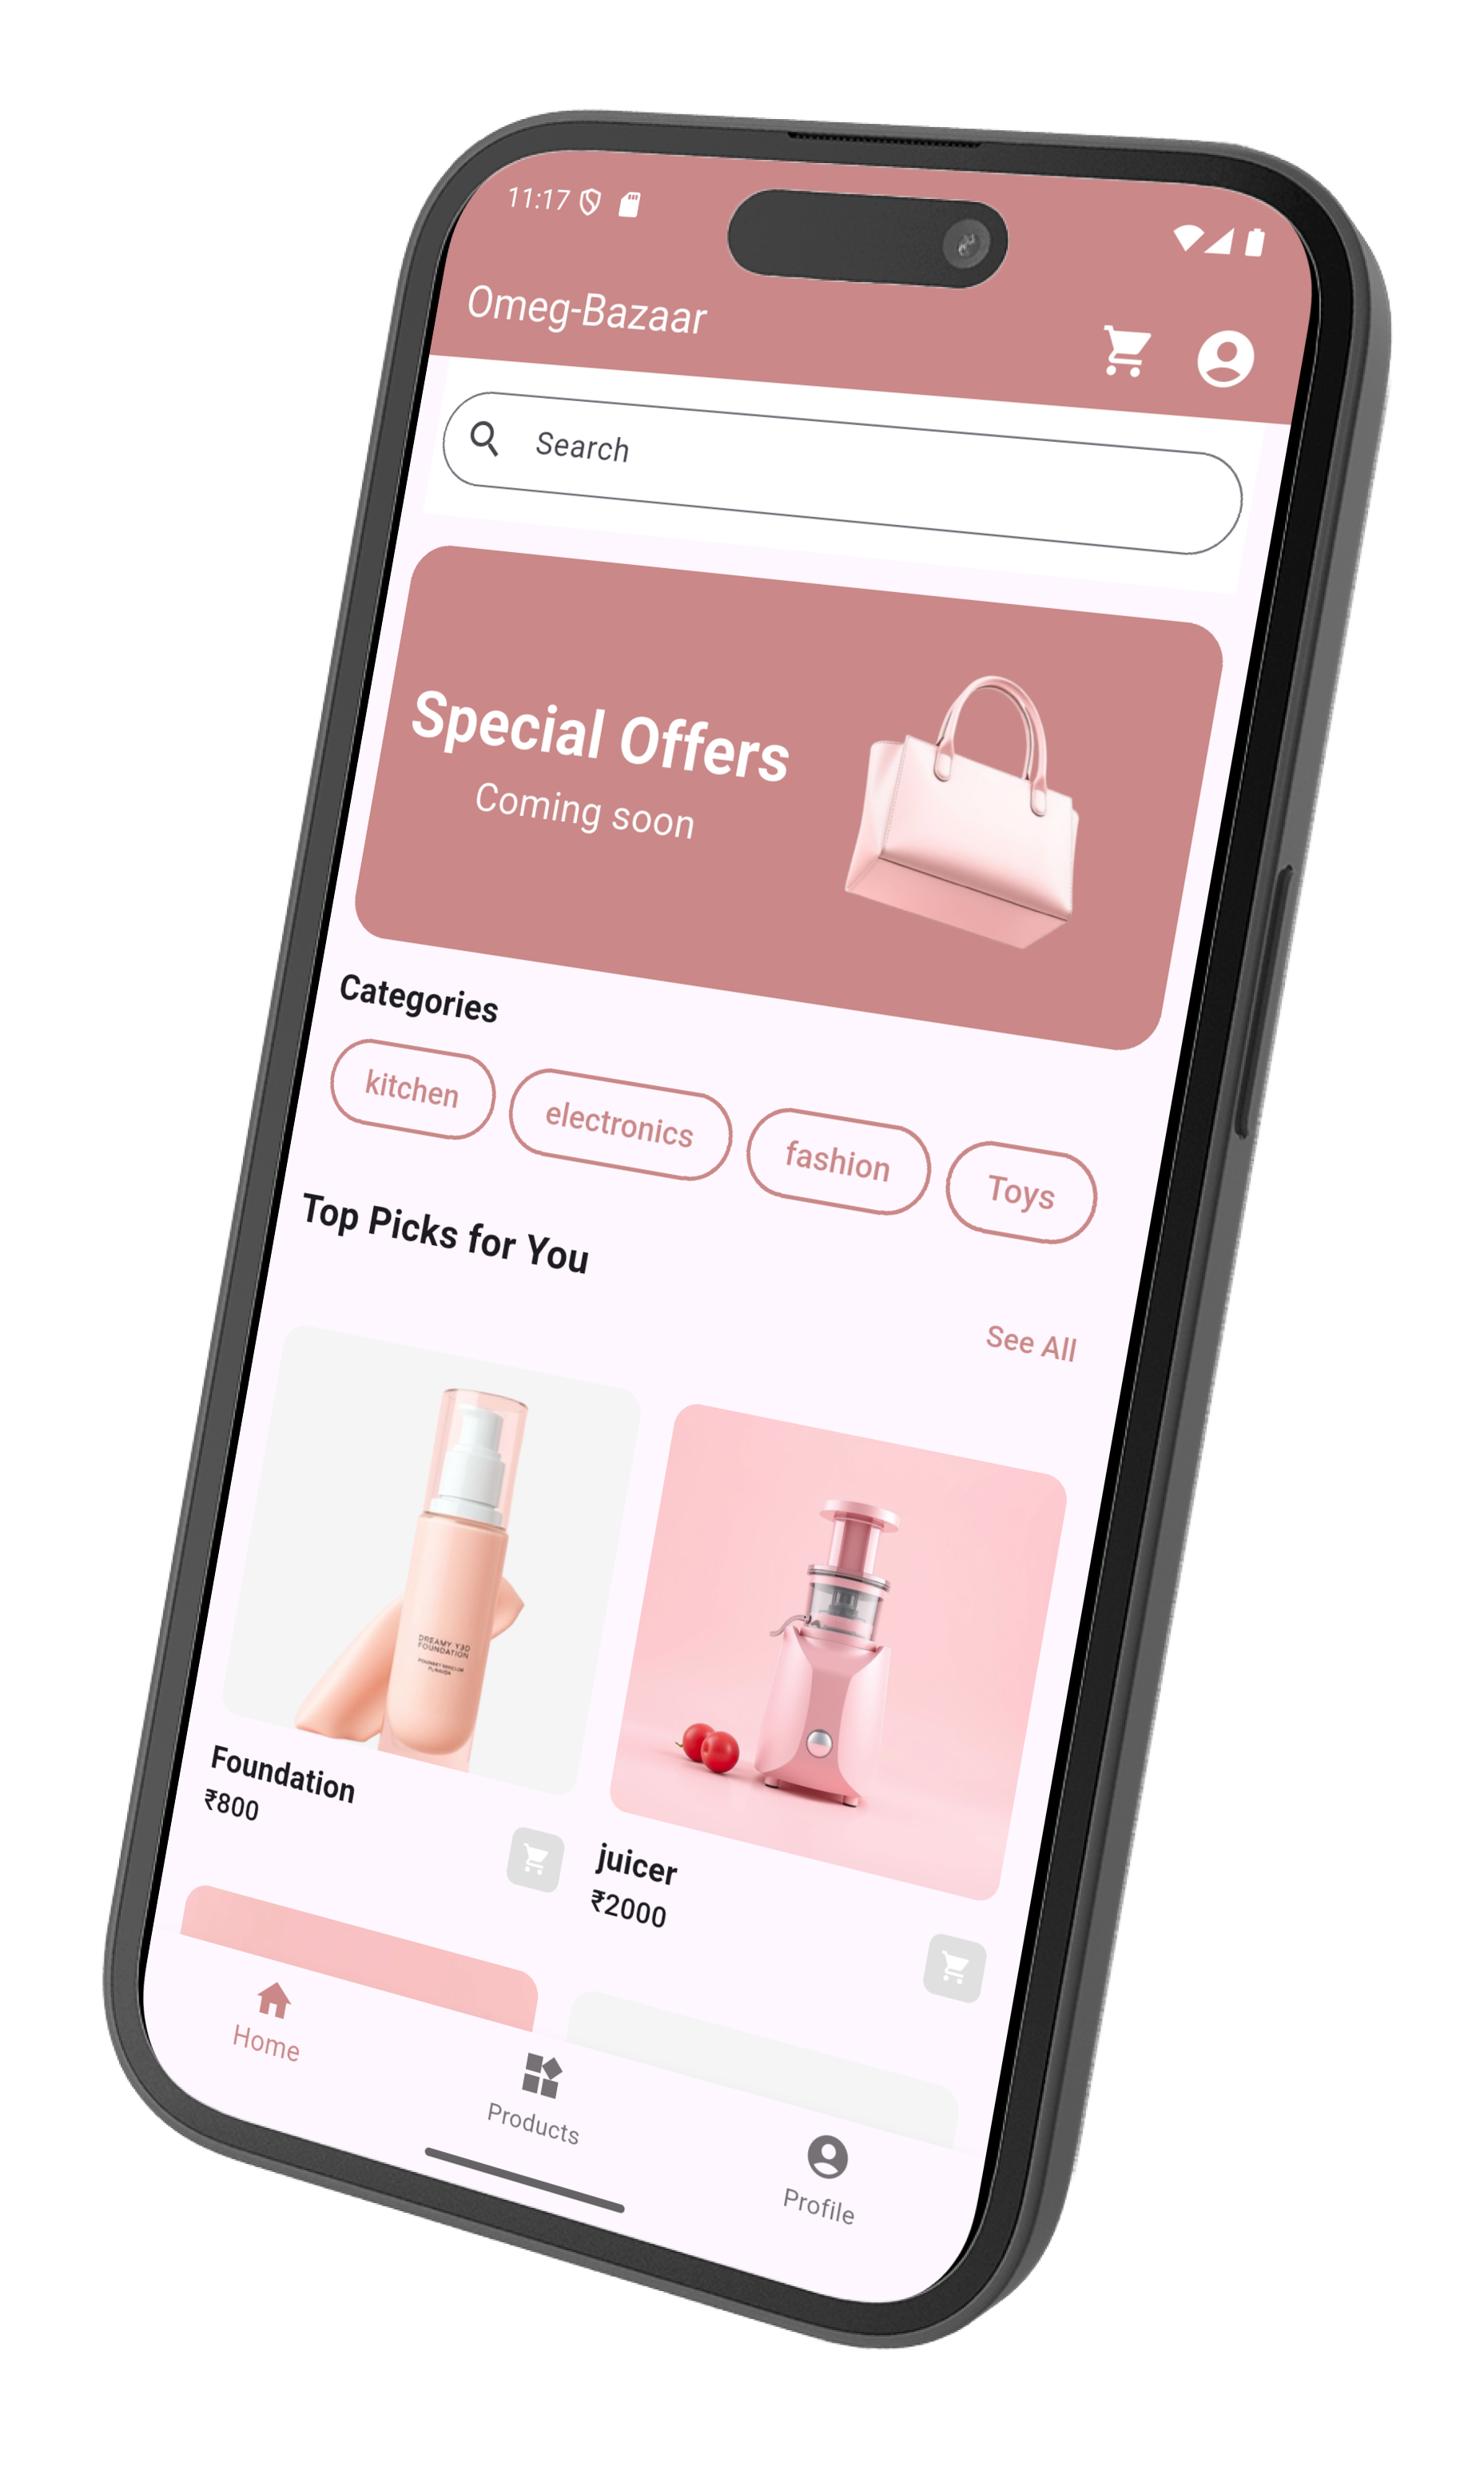 11:17
Omeg-Bazaar
Search
Special Offers
Coming soon
Categories
kitchen
electronics
fashion
Toys
Top Picks for You
See All
DREAMY Y3D
FOUNDATION
Foundation
₹800
juicer
₹2000
Home
Products
Profile